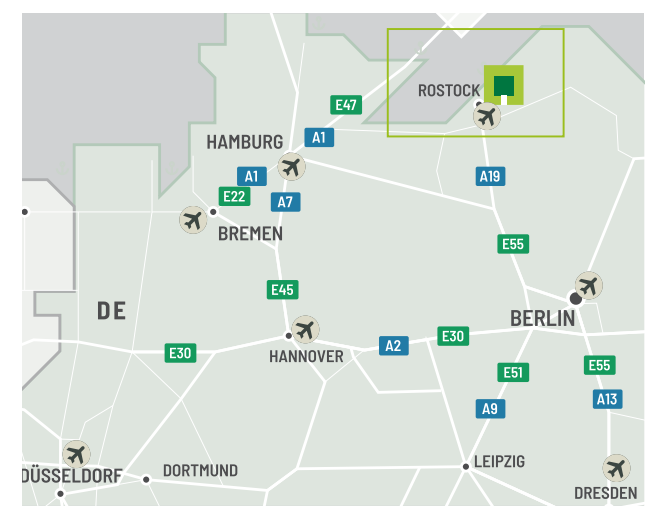 ROSTOCK
E47
A1
HAMBURG
A1
A19
E22
A7
BREMEN
E55
E45
DE
BERLIN
E30
HANNOVER
A2
E30
E51
E55
A9
A13
DÜSSELDORF
DORTMUND
LEIPZIG
DRESDEN